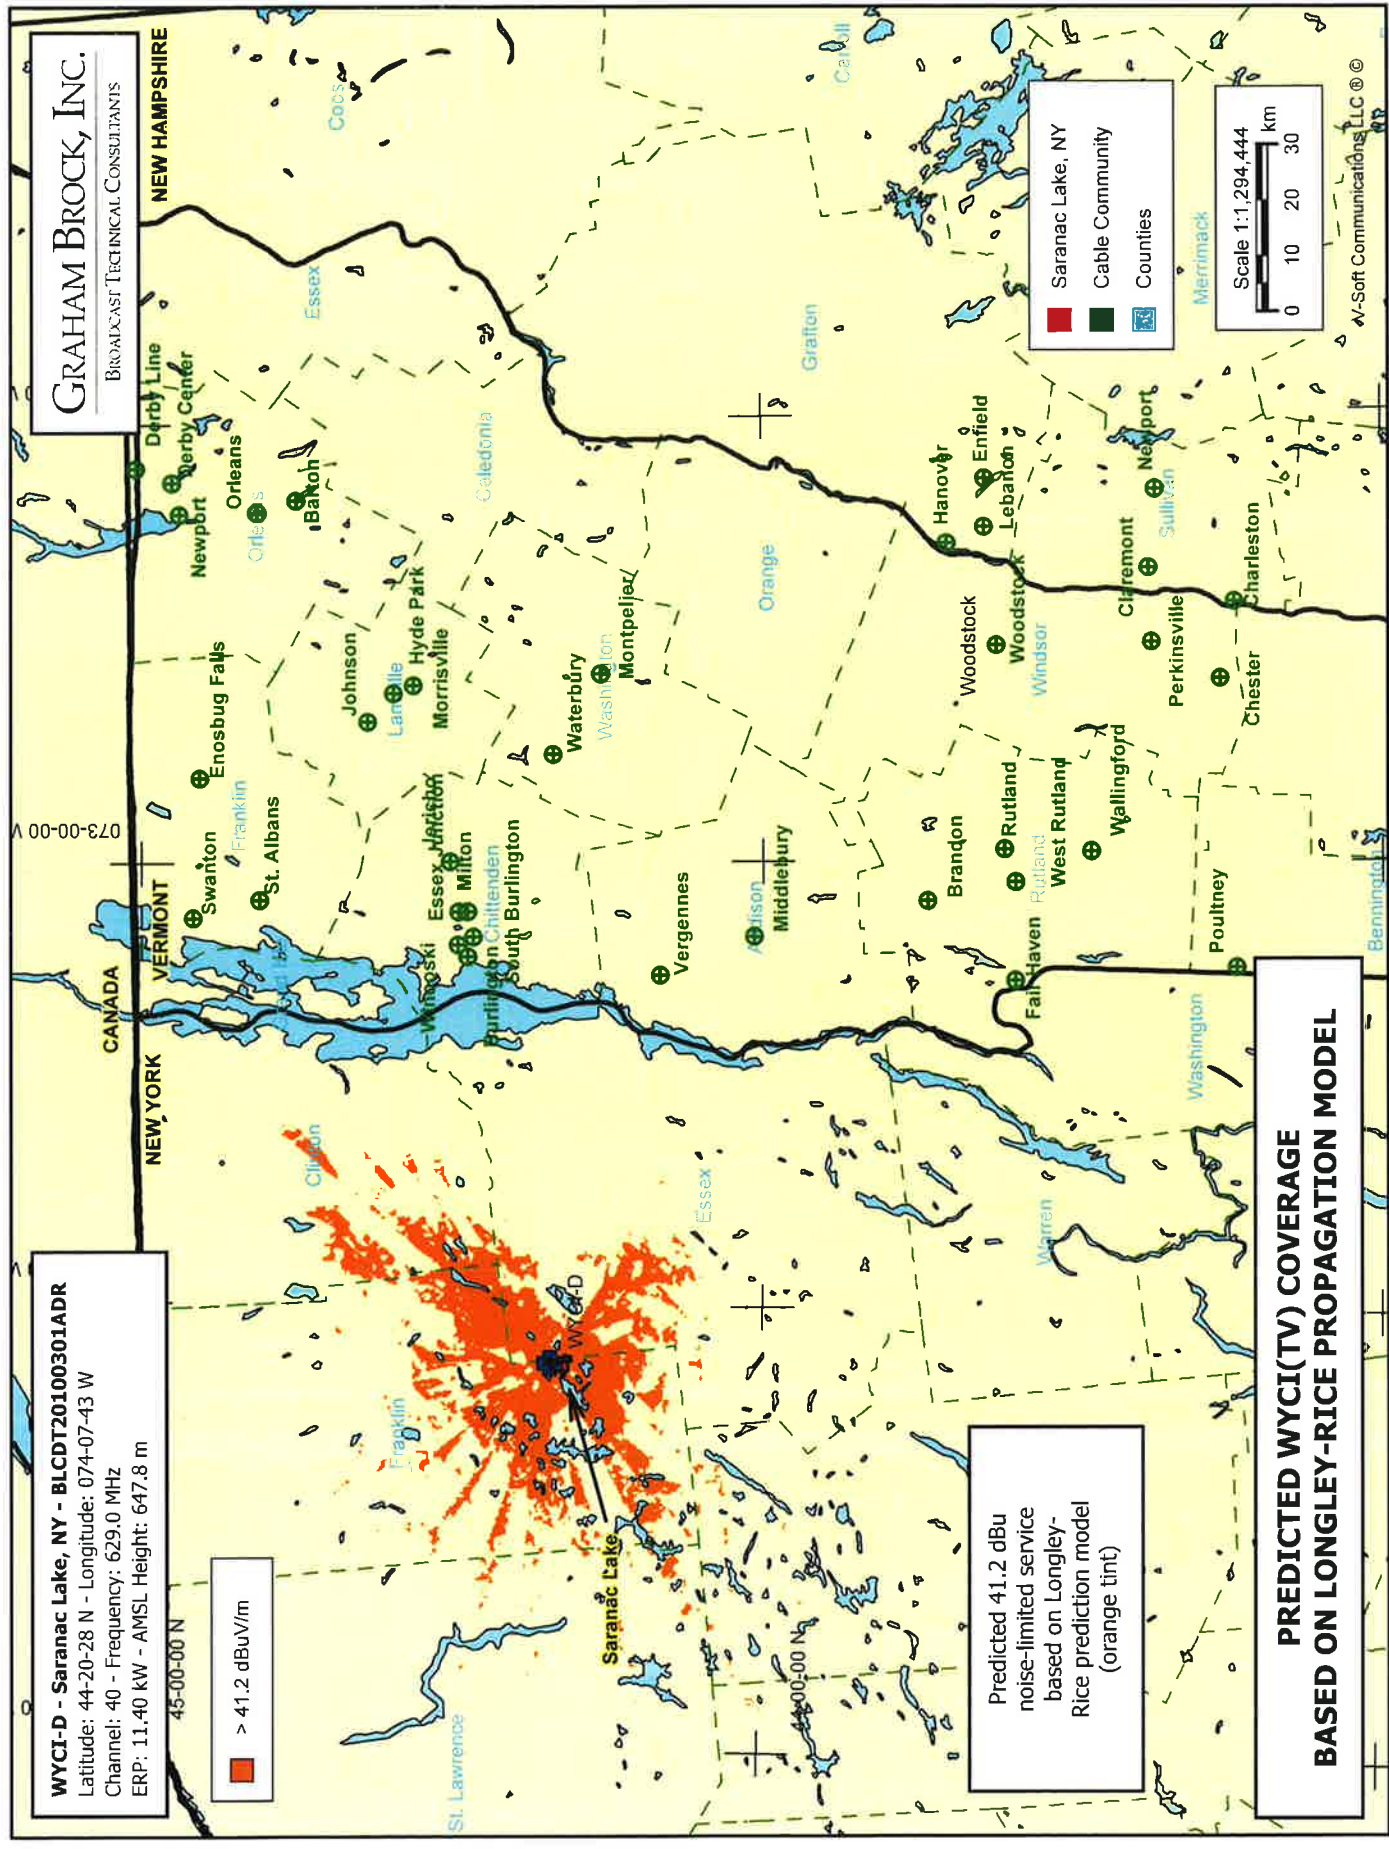 WYCI-D - Saranac Lake, NY - BLCDT20100301ADR
Latitude: 44-20-28 N - Longitude: 074-07-43 W
Channel: 40 - Frequency: 629.0 MHz
ERP: 11.40 kW - AMSL Height: 647.8 m
GRAHAM BROCK, INC.
BROADCAST TECHNICAL CONSULTANTS
45-00-00 N
> 41.2 dBuV/m
CANADA
NEW YORK
VERMONT
073-00-00
NEW HAMPSHIRE
Derby Line
Derby Center
Newport
Orleans
Barton
Swanton
Enosburg Falls
Franklin
St. Albans
Clinton
Essex
Coos
Johnson
Hyde Park
Morrisville
Caledonia
Franklin
Winooski
Essex Junction
Jericho
Milton
Burlington
Chittenden
South Burlington
St. Lawrence
WYCI-D
Saranac Lake
Waterbury
Washington
Montpelier
Vergennes
Essex
Middlebury
Orange
Grafton
Carroll
44-00-00 N
Brandon
Rutland
Rutland
West Rutland
Wallingford
Fair Haven
Woodstock
Woodstock
Windsor
Hanover
Enfield
Lebanon
Warren
Washington
Claremont
Newport
Sullivan
Perkinsville
Chester
Charleston
Poultney
Merrimack
Bennington
Saranac Lake, NY
Cable Community
Counties
Scale 1:1,294,444
km
0 10 20 30
V-Soft Communications LLC ® ©
Predicted 41.2 dBu
noise-limited service
based on Longley-
Rice prediction model
(orange tint)
PREDICTED WYCI(TV) COVERAGE
BASED ON LONGLEY-RICE PROPAGATION MODEL